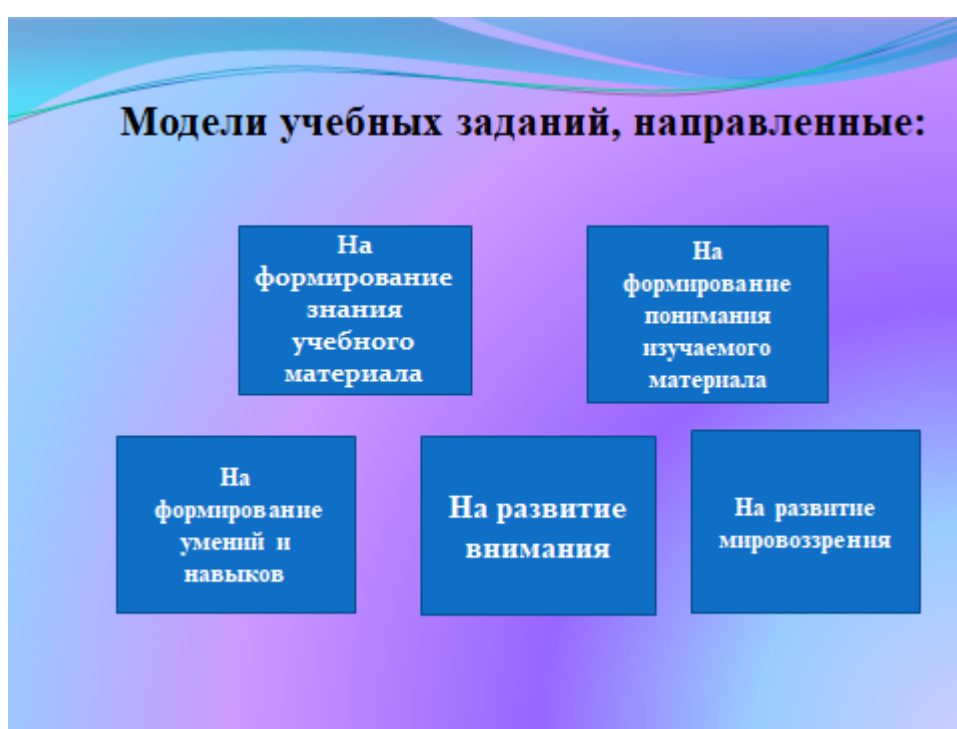 Модели учебных заданий, направленные:
На
формирование
знания
учебного
материала
На
формирование
понимания
изучаемого
материала
На
формирование
умений и
навыков
На развитие
внимания
На развитие
мировоззрения